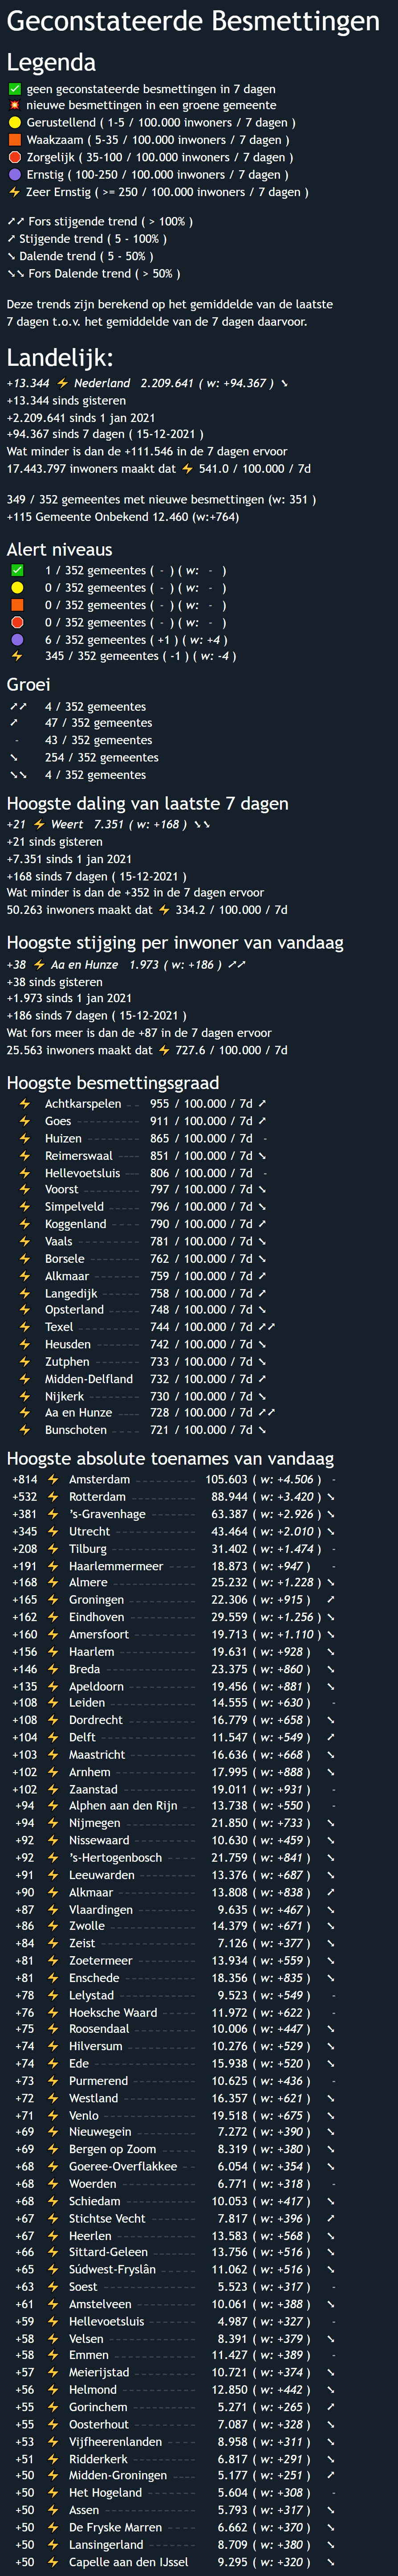 Geconstateerde Besmettingen
Legenda
✅ geen geconstateerde besmettingen in 7 dagen
💥 nieuwe besmettingen in een groene gemeente
🟡 Gerustellend ( 1-5 / 100.000 inwoners / 7 dagen )
🟧 Waakzaam ( 5-35 / 100.000 inwoners / 7 dagen )
🛑 Zorgelijk ( 35-100 / 100.000 inwoners / 7 dagen )
🟣 Ernstig ( 100-250 / 100.000 inwoners / 7 dagen )
⚡ Zeer Ernstig ( >= 250 / 100.000 inwoners / 7 dagen )
➚➚ Fors stijgende trend ( > 100% )
➚ Stijgende trend ( 5 - 100% )
➘ Dalende trend ( 5 - 50% )
➘➘ Fors Dalende trend ( > 50% )
Deze trends zijn berekend op het gemiddelde van de laatste
7 dagen t.o.v. het gemiddelde van de 7 dagen daarvoor.
Landelijk:
+13.344 ⚡ Nederland 2.209.641 ( w: +94.367 ) ➘
+13.344 sinds gisteren
+2.209.641 sinds 1 jan 2021
+94.367 sinds 7 dagen ( 15-12-2021 )
Wat minder is dan de +111.546 in de 7 dagen ervoor
17.443.797 inwoners maakt dat ⚡ 541.0 / 100.000 / 7d
349 / 352 gemeentes met nieuwe besmettingen (w: 351 )
+115 Gemeente Onbekend 12.460 (w:+764)
Alert niveaus
✅ 1 / 352 gemeentes ( - ) ( w: - )
🟡 0 / 352 gemeentes ( - ) ( w: - )
🟧 0 / 352 gemeentes ( - ) ( w: - )
🛑 0 / 352 gemeentes ( - ) ( w: - )
🟣 6 / 352 gemeentes ( +1 ) ( w: +4 )
⚡ 345 / 352 gemeentes ( -1 ) ( w: -4 )
Groei
➚➚ 4 / 352 gemeentes
➚ 47 / 352 gemeentes
- 43 / 352 gemeentes
➘ 254 / 352 gemeentes
➘➘ 4 / 352 gemeentes
Hoogste daling van laatste 7 dagen
+21 ⚡ Weert 7.351 ( w: +168 ) ➘➘
+21 sinds gisteren
+7.351 sinds 1 jan 2021
+168 sinds 7 dagen ( 15-12-2021 )
Wat minder is dan de +352 in de 7 dagen ervoor
50.263 inwoners maakt dat ⚡ 334.2 / 100.000 / 7d
Hoogste stijging per inwoner van vandaag
+38 ⚡ Aa en Hunze 1.973 ( w: +186 ) ➚➚
+38 sinds gisteren
+1.973 sinds 1 jan 2021
+186 sinds 7 dagen ( 15-12-2021 )
Wat fors meer is dan de +87 in de 7 dagen ervoor
25.563 inwoners maakt dat ⚡ 727.6 / 100.000 / 7d
Hoogste besmettingsgraad
⚡ Achtkarspelen -- 955 / 100.000 / 7d ➚
⚡ Goes -------- 911 / 100.000 / 7d ➚
⚡ Huizen ------- 865 / 100.000 / 7d -
⚡ Reimerswaal ---- 851 / 100.000 / 7d ➘
⚡ Hellevoetsluis --- 806 / 100.000 / 7d -
⚡ Voorst ------- 797 / 100.000 / 7d ➘
⚡ Simpelveld ---- 796 / 100.000 / 7d ➘
⚡ Koggenland ---- 790 / 100.000 / 7d ➚
⚡ Vaals -------- 781 / 100.000 / 7d ➘
⚡ Borsele ------ 762 / 100.000 / 7d ➘
⚡ Alkmaar ------ 759 / 100.000 / 7d ➚
⚡ Langedijk ----- 758 / 100.000 / 7d ➚
⚡ Opsterland ---- 748 / 100.000 / 7d ➘
⚡ Texel -------- 744 / 100.000 / 7d ➚➚
⚡ Heusden ------ 742 / 100.000 / 7d ➘
⚡ Zutphen ------ 733 / 100.000 / 7d ➘
⚡ Midden-Delfland 732 / 100.000 / 7d ➚
⚡ Nijkerk ------- 730 / 100.000 / 7d ➘
⚡ Aa en Hunze --- 728 / 100.000 / 7d ➚➚
⚡ Bunschoten ---- 721 / 100.000 / 7d ➘
Hoogste absolute toenames van vandaag
+814 ⚡ Amsterdam -------- 105.603 ( w: +4.506 ) -
+532 ⚡ Rotterdam --------- 88.944 ( w: +3.420 ) ➘
+381 ⚡ 's-Gravenhage ------ 63.387 ( w: +2.926 ) ➘
+345 ⚡ Utrecht ----------- 43.464 ( w: +2.010 ) ➘
+208 ⚡ Tilburg ----------- 31.402 ( w: +1.474 ) -
+191 ⚡ Haarlemmermeer ---- 18.873 ( w: +947 ) -
+168 ⚡ Almere ----------- 25.232 ( w: +1.228 ) ➘
+165 ⚡ Groningen --------- 22.306 ( w: +915 ) ➚
+162 ⚡ Eindhoven --------- 29.559 ( w: +1.256 ) ➘
+160 ⚡ Amersfoort -------- 19.713 ( w: +1.110 ) ➘
+156 ⚡ Haarlem ---------- 19.631 ( w: +928 ) ➘
+146 ⚡ Breda ------------ 23.375 ( w: +860 ) ➘
+135 ⚡ Apeldoorn --------- 19.456 ( w: +881 ) ➘
+108 ⚡ Leiden ----------- 14.555 ( w: +630 ) -
+108 ⚡ Dordrecht --------- 16.779 ( w: +658 ) ➘
+104 ⚡ Delft ------------ 11.547 ( w: +549 ) ➚
+103 ⚡ Maastricht -------- 16.636 ( w: +668 ) ➘
+102 ⚡ Arnhem ---------- 17.995 ( w: +888 ) ➘
+102 ⚡ Zaanstad --------- 19.011 ( w: +931 ) -
+94 ⚡ Alphen aan den Rijn -- 13.738 ( w: +550 ) -
+94 ⚡ Nijmegen --------- 21.850 ( w: +733 ) ➘
+92 ⚡ Nissewaard -------- 10.630 ( w: +459 ) ➘
+92 ⚡ 's-Hertogenbosch ---- 21.759 ( w: +841 ) ➘
+91 ⚡ Leeuwarden ------- 13.376 ( w: +687 ) ➘
+90 ⚡ Alkmaar ---------- 13.808 ( w: +838 ) ➚
+87 ⚡ Vlaardingen -------- 9.635 ( w: +467 ) ➘
+86 ⚡ Zwolle ----------- 14.379 ( w: +671 ) ➘
+84 ⚡ Zeist ------------ 7.126 ( w: +377 ) ➘
+81 ⚡ Zoetermeer ------- 13.934 ( w: +559 ) ➘
+81 ⚡ Enschede --------- 18.356 ( w: +835 ) ➘
+78 ⚡ Lelystad ---------- 9.523 ( w: +549 ) -
+76 ⚡ Hoeksche Waard ---- 11.972 ( w: +622 ) -
+75 ⚡ Roosendaal -------- 10.006 ( w: +447 ) ➘
+74 ⚡ Hilversum --------- 10.276 ( w: +529 ) ➘
+74 ⚡ Ede ------------- 15.938 ( w: +520 ) ➘
+73 ⚡ Purmerend -------- 10.625 ( w: +436 ) -
+72 ⚡ Westland --------- 16.357 ( w: +621 ) ➘
+71 ⚡ Venlo ------------ 19.518 ( w: +675 ) ➘
+69 ⚡ Nieuwegein -------- 7.272 ( w: +390 ) ➘
+69 ⚡ Bergen op Zoom ----- 8.319 ( w: +380 ) ➘
+68 ⚡ Goeree-Overflakkee -- 6.054 ( w: +354 ) ➘
+68 ⚡ Woerden ---------- 6.771 ( w: +318 ) -
+68 ⚡ Schiedam --------- 10.053 ( w: +417 ) ➘
+67 ⚡ Stichtse Vecht ------ 7.817 ( w: +396 ) ➚
+67 ⚡ Heerlen ---------- 13.583 ( w: +568 ) ➘
+66 ⚡ Sittard-Geleen ------ 13.756 ( w: +516 ) ➘
+65 ⚡ Súdwest-Fryslân ----- 11.062 ( w: +516 ) ➘
+63 ⚡ Soest ------------ 5.523 ( w: +317 ) -
+61 ⚡ Amstelveen -------- 10.061 ( w: +388 ) ➘
+59 ⚡ Hellevoetsluis ------ 4.987 ( w: +327 ) -
+58 ⚡ Velsen ----------- 8.391 ( w: +379 ) ➘
+58 ⚡ Emmen ----------- 11.427 ( w: +389 ) -
+57 ⚡ Meierijstad -------- 10.721 ( w: +374 ) ➘
+56 ⚡ Helmond ---------- 12.850 ( w: +442 ) ➘
+55 ⚡ Gorinchem --------- 5.271 ( w: +265 ) ➚
+55 ⚡ Oosterhout -------- 7.087 ( w: +328 ) ➘
+53 ⚡ Vijfheerenlanden ---- 8.958 ( w: +311 ) ➘
+51 ⚡ Ridderkerk -------- 6.817 ( w: +291 ) ➘
+50 ⚡ Midden-Groningen ---- 5.177 ( w: +251 ) ➚
+50 ⚡ Het Hogeland ------- 5.604 ( w: +308 ) -
+50 ⚡ Assen ------------ 5.793 ( w: +317 ) ➘
+50 ⚡ De Fryske Marren ---- 6.662 ( w: +370 ) ➘
+50 ⚡ Lansingerland ------ 8.709 ( w: +380 ) ➘
+50 ⚡ Capelle aan den IJssel 9.295 ( w: +320 ) ➘